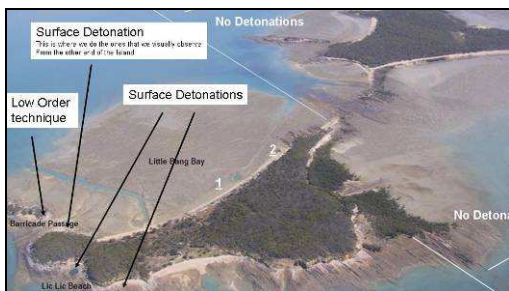 No Detonations
Surface Detonation
This is where we do the ones that we visually observe
From the other end of the Island
Surface Detonations
Low Order
technique
Little Bang Bay
2
1
Barricade Passage
No Detona
Lic Lic Beach